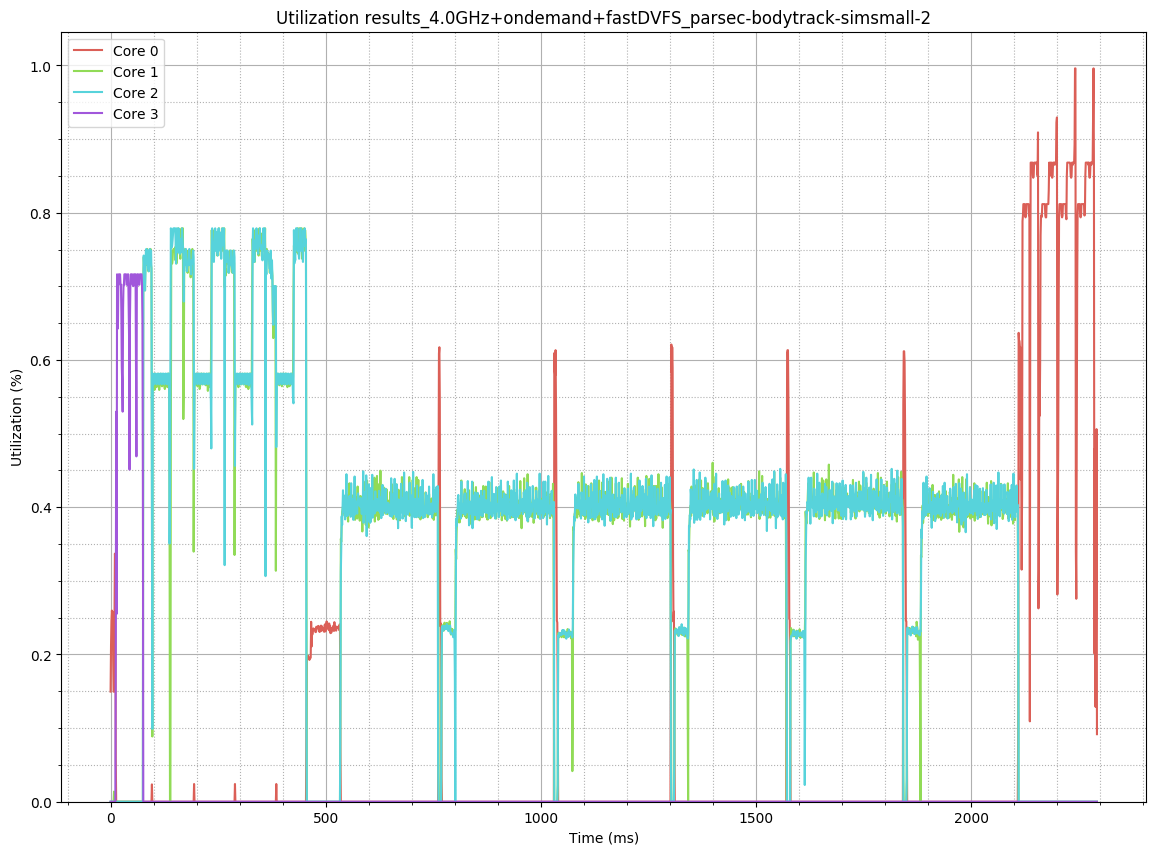 Utilization results_4.0GHz+ondemand+fastDVFS_parsec-bodytrack-simsmall-2
Core 0
Core 1
Core 2
Core 3
Utilization (%)
1.0
0.8
0.6
0.4
0.2
0.0
0 500 1000 1500 2000
Time (ms)